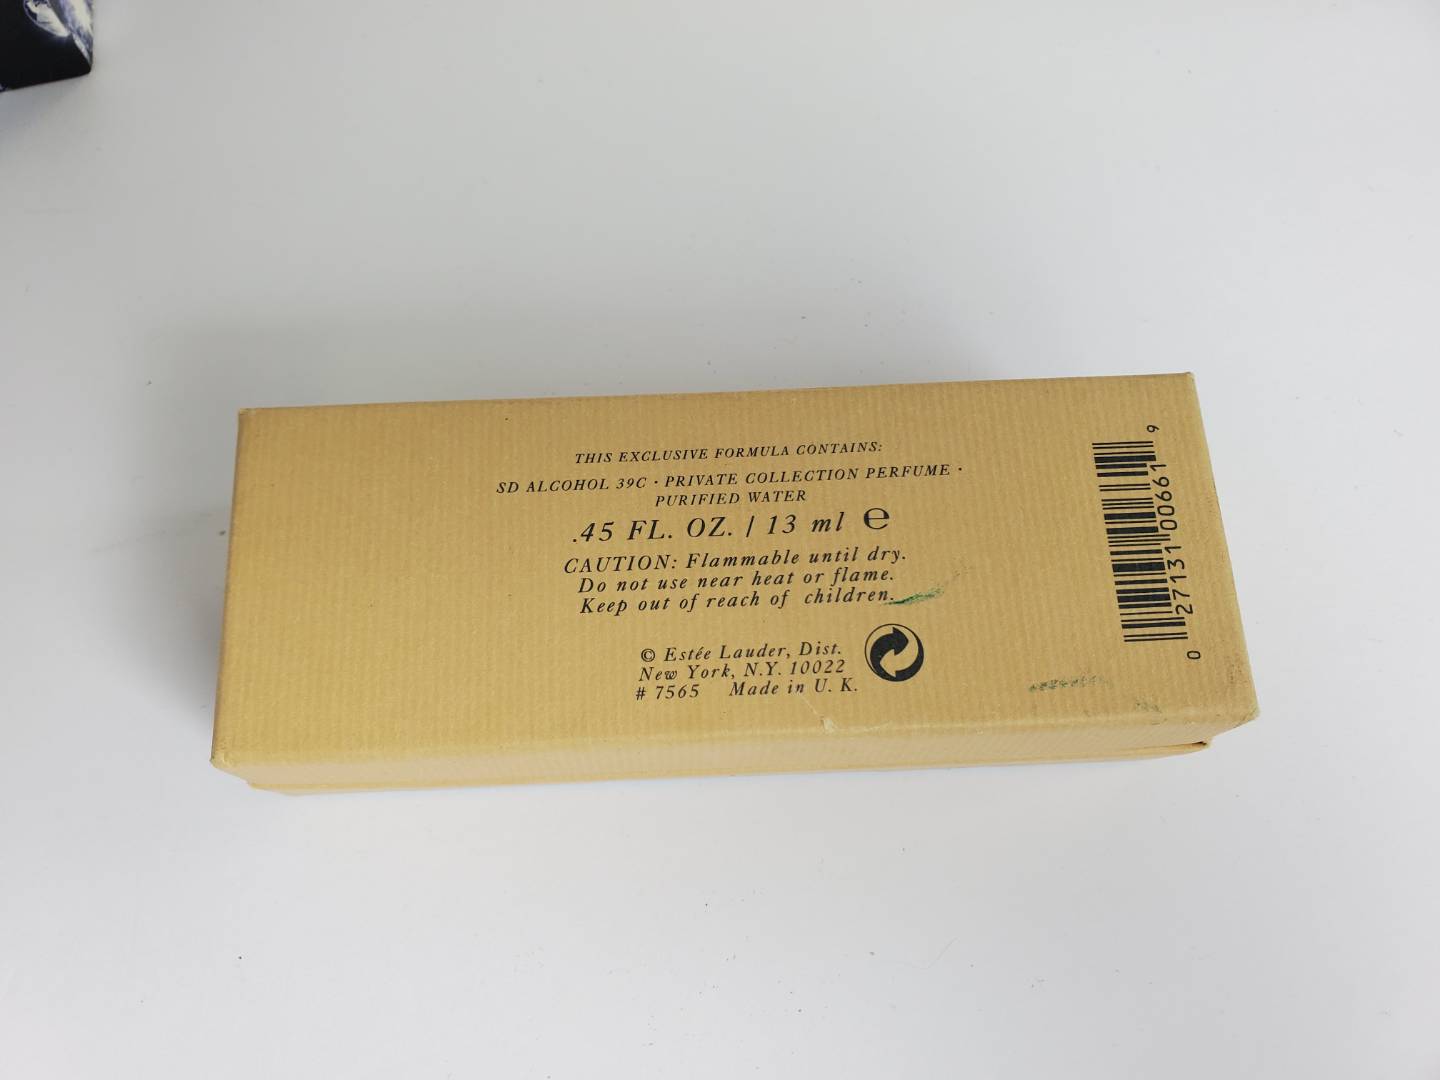 THIS EXCLUSIVE FORMULA CONTAINS:
SD ALCOHOL 39C · PRIVATE COLLECTION PERFUME ·
PURIFIED WATER
.45 FL. OZ. / 13 ml ℮
CAUTION: Flammable until dry.
Do not use near heat or flame.
Keep out of reach of children.
© Estée Lauder, Dist.
New York, N.Y. 10022
# 7565 Made in U. K.
0 27131 00661 9